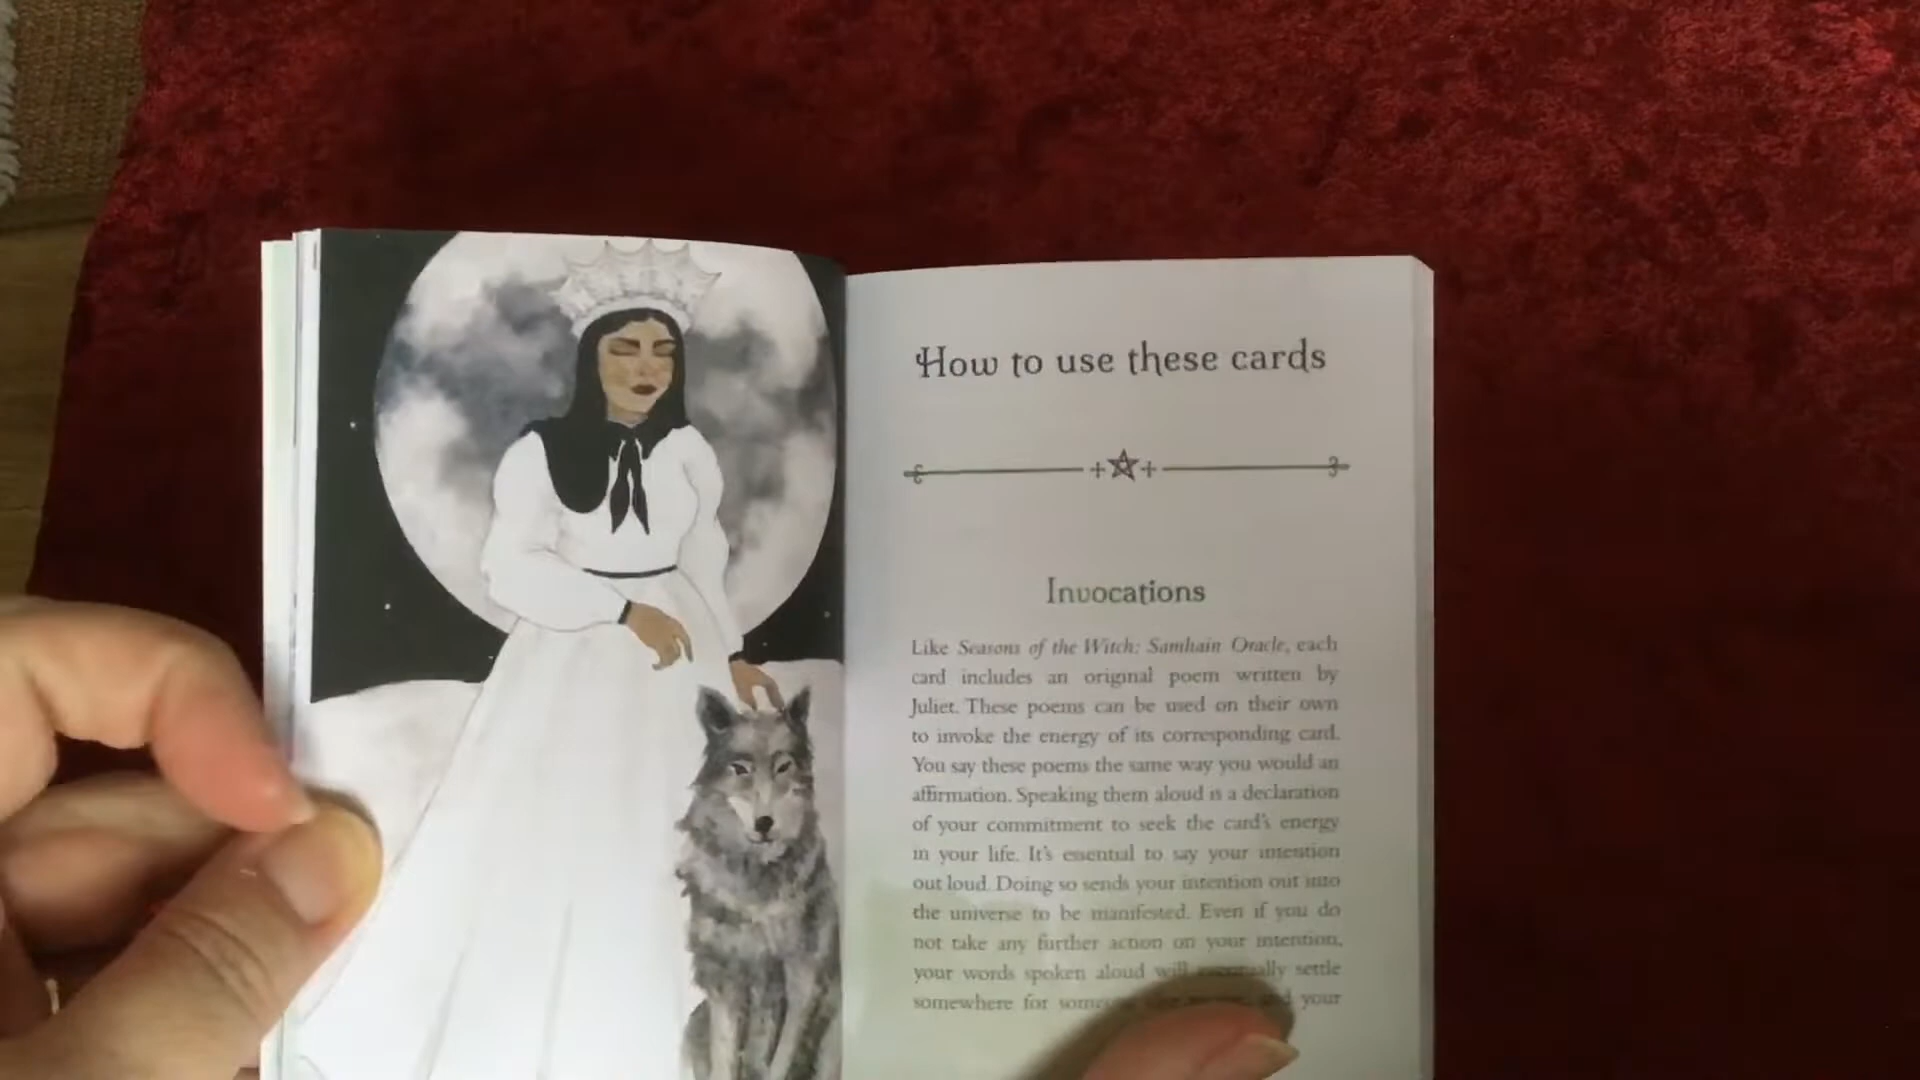 How to use these cards
Invocations
Like Seasons of the Witch: Samhain Oracle, each
card includes an original poem written by
Juliet. These poems can be used on their own
to invoke the energy of its corresponding card.
You say these poems the same way you would an
affirmation. Speaking them aloud is a declaration
of your commitment to seek the card's energy
in your life. It's essential to say your intention
out loud. Doing so sends your intention out into
the universe to be manifested. Even if you do
not take any further action on your intention,
your words spoken aloud will eventually settle
somewhere for your